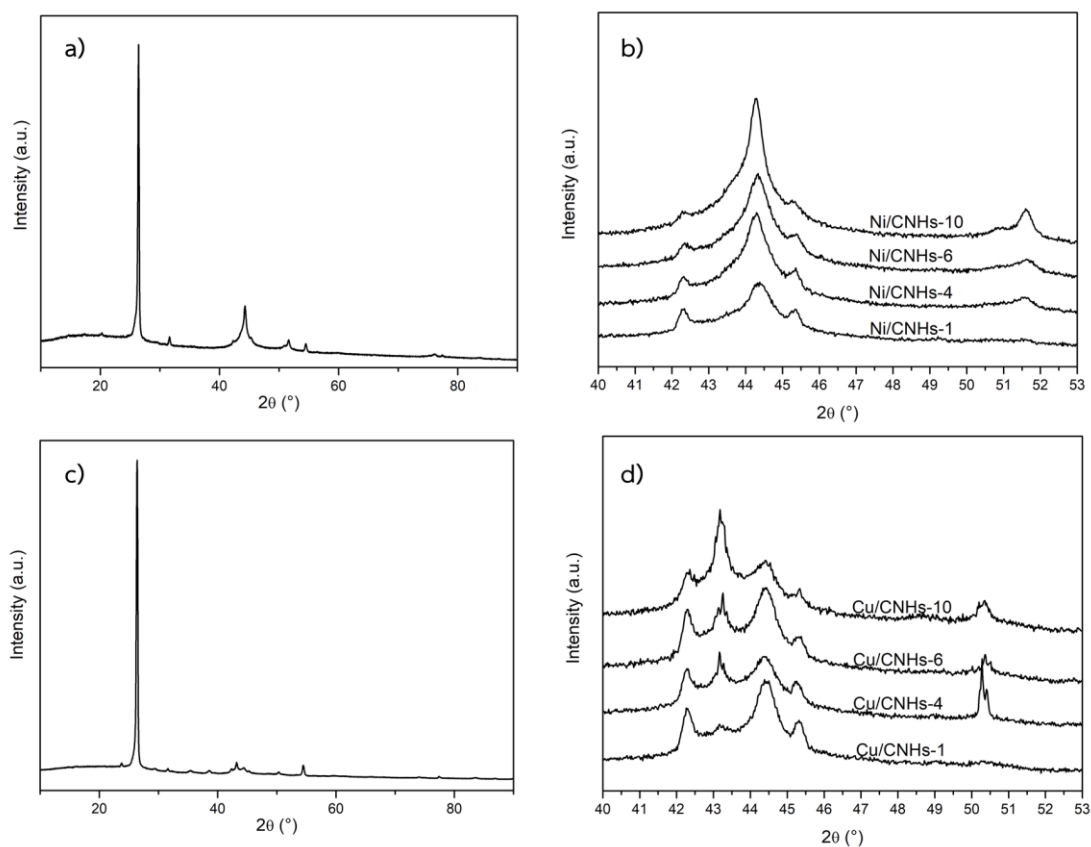 a)
Intensity (a.u.)
20 40 60 80
2θ (°)
b)
Intensity (a.u.)
Ni/CNHs-10
Ni/CNHs-6
Ni/CNHs-4
Ni/CNHs-1
40 41 42 43 44 45 46 47 48 49 50 51 52 53
2θ (°)
c)
Intensity (a.u.)
20 40 60 80
2θ (°)
d)
Intensity (a.u.)
Cu/CNHs-10
Cu/CNHs-6
Cu/CNHs-4
Cu/CNHs-1
40 41 42 43 44 45 46 47 48 49 50 51 52 53
2θ (°)